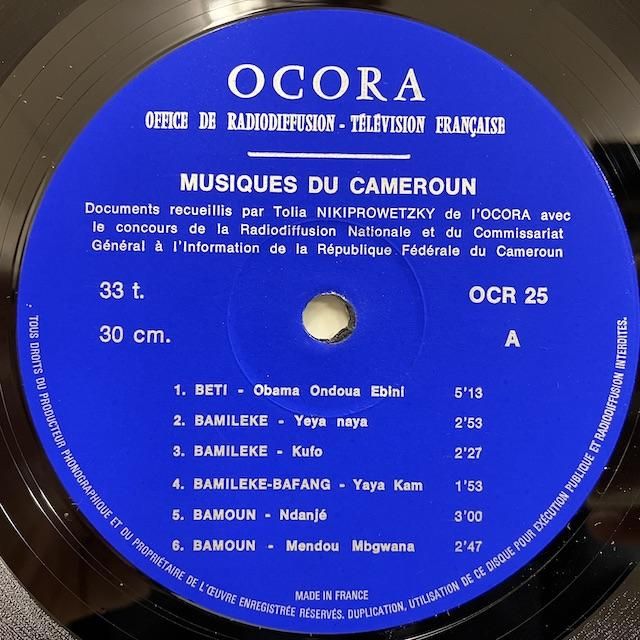 OCORA
OFFICE DE RADIODIFFUSION - TÉLÉVISION FRANÇAISE
MUSIQUES DU CAMEROUN
Documents recueillis par Tolia NIKIPROWETZKY de l'OCORA avec
le concours de la Radiodiffusion Nationale et du Commissariat
Général à l'Information de la République Fédérale du Cameroun
33 t. OCR 25
30 cm. A
1. BETI - Obama Ondoua Ebini 5'13
2. BAMILEKE - Yeya naya 2'53
3. BAMILEKE - Kufo 2'27
4. BAMILEKE-BAFANG - Yaya Kam 1'53
5. BAMOUN - Ndanjé 3'00
6. BAMOUN - Mendou Mbgwana 2'47
MADE IN FRANCE
TOUS DROITS DU PRODUCTEUR PHONOGRAPHIQUE ET DU PROPRIÉTAIRE DE L'ŒUVRE ENREGISTRÉE RÉSERVÉS. DUPLICATION, UTILISATION DE CE DISQUE POUR EXÉCUTION PUBLIQUE ET RADIODIFFUSION INTERDITES.